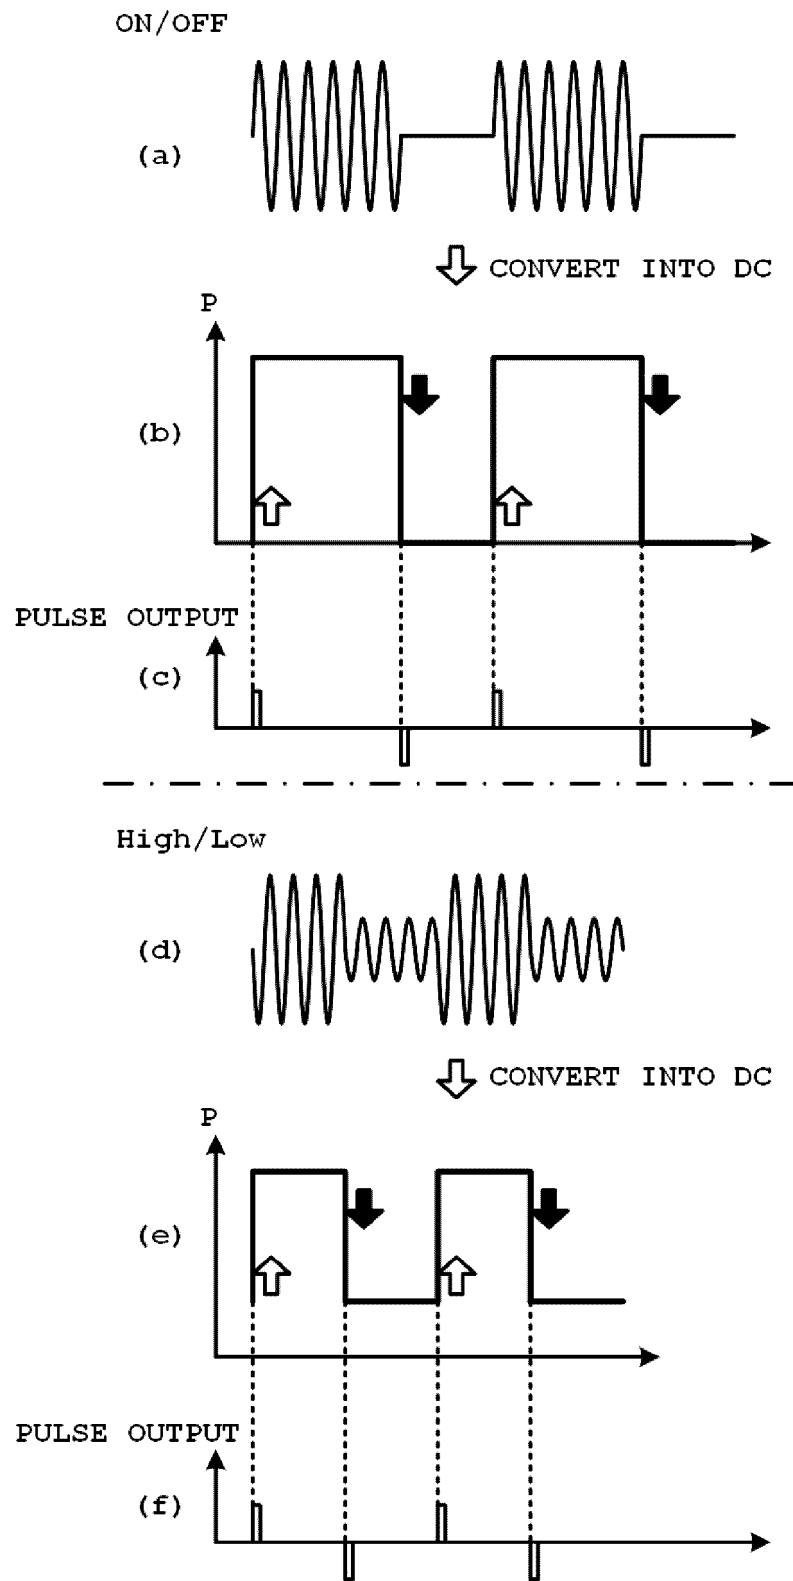 ON/OFF
(a)
CONVERT INTO DC
P
(b)
PULSE OUTPUT
(c)
High/Low
(d)
CONVERT INTO DC
P
(e)
PULSE OUTPUT
(f)